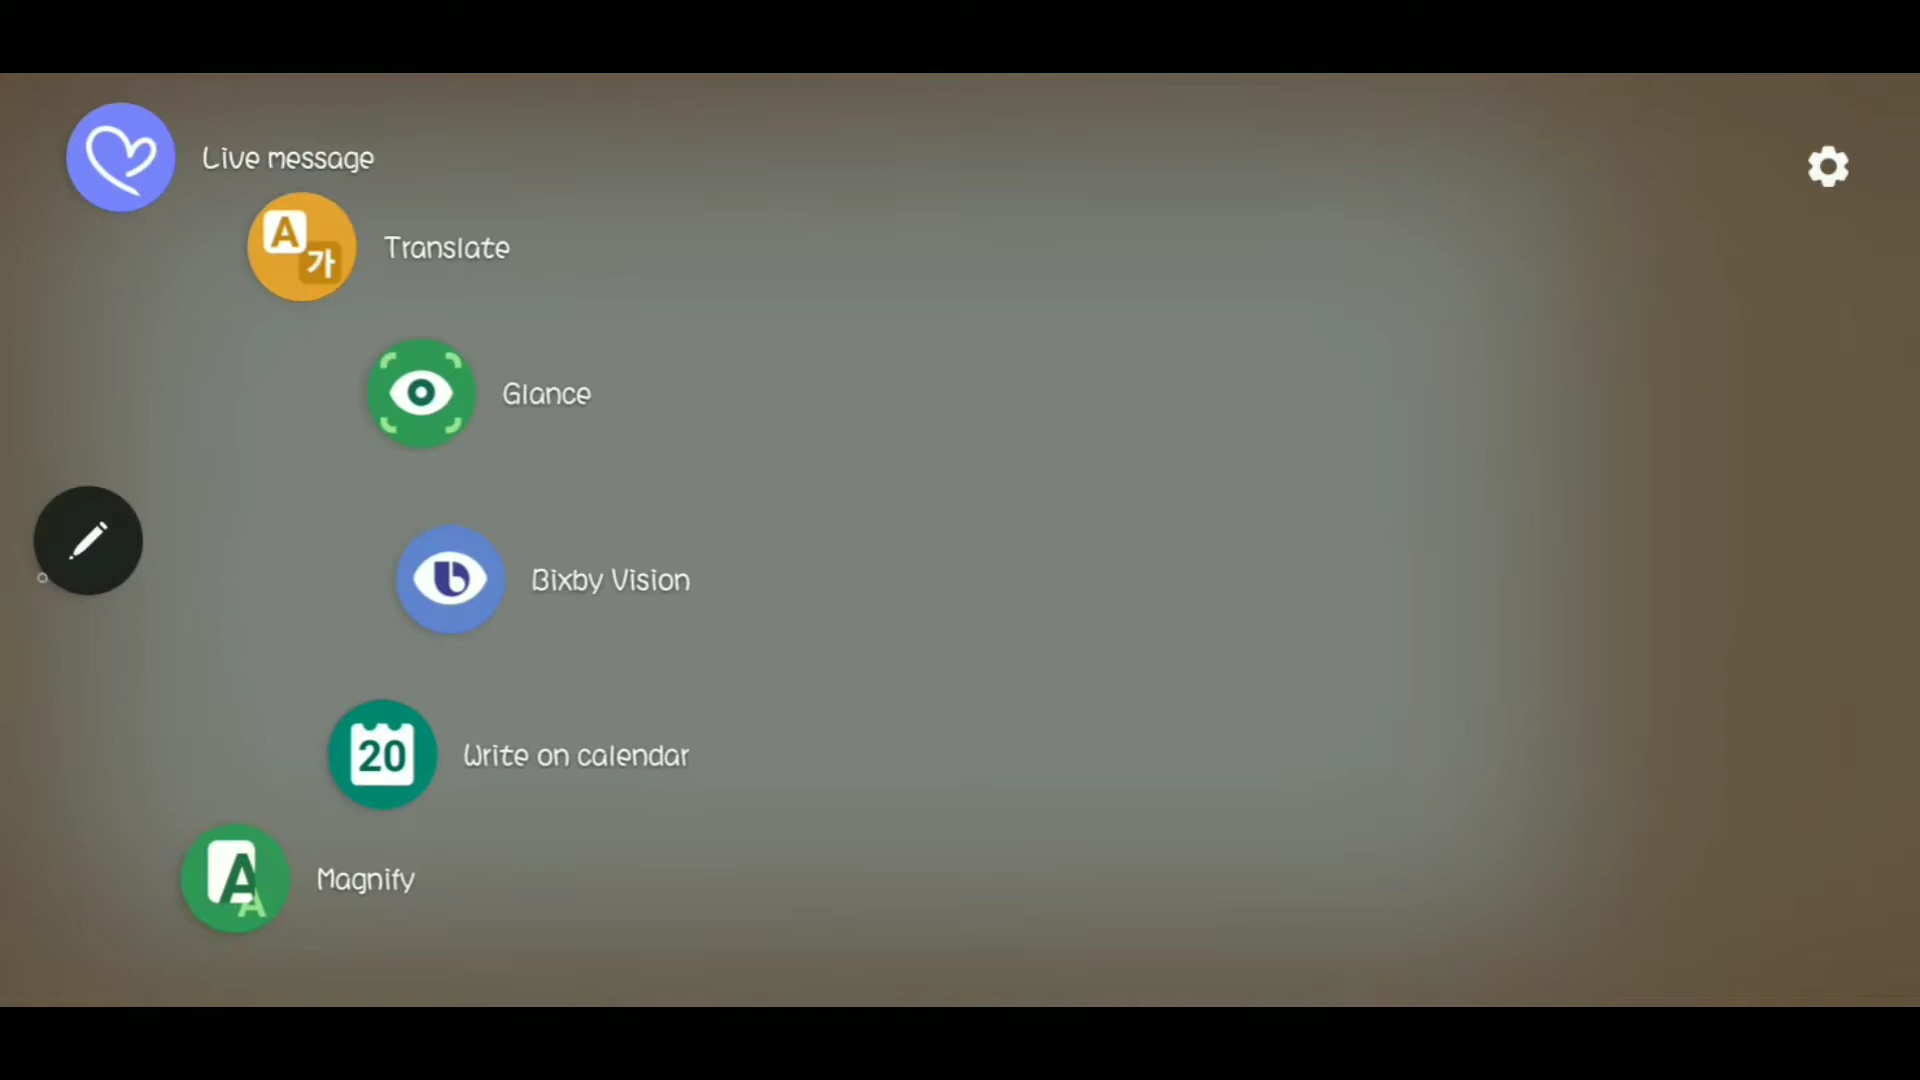 Live message
A
가
Translate
Glance
b
Bixby Vision
20
Write on calendar
A
A
Magnify